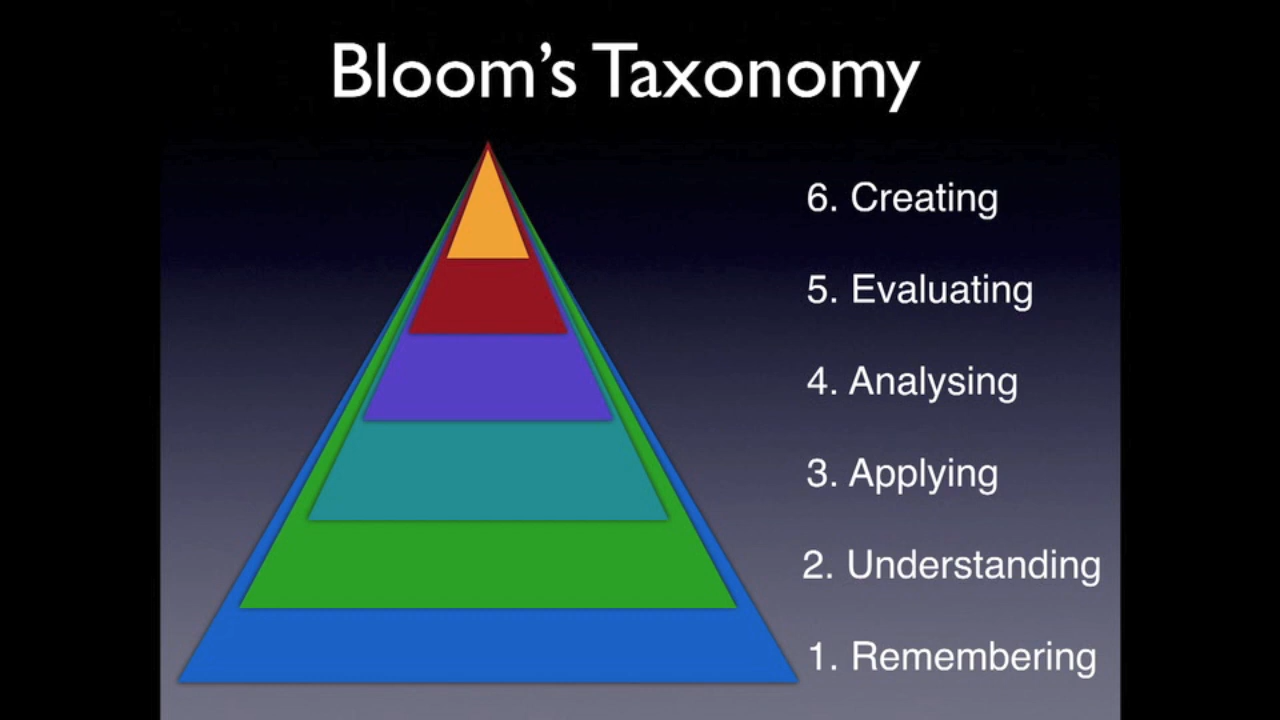 Bloom’s Taxonomy
6. Creating
5. Evaluating
4. Analysing
3. Applying
2. Understanding
1. Remembering